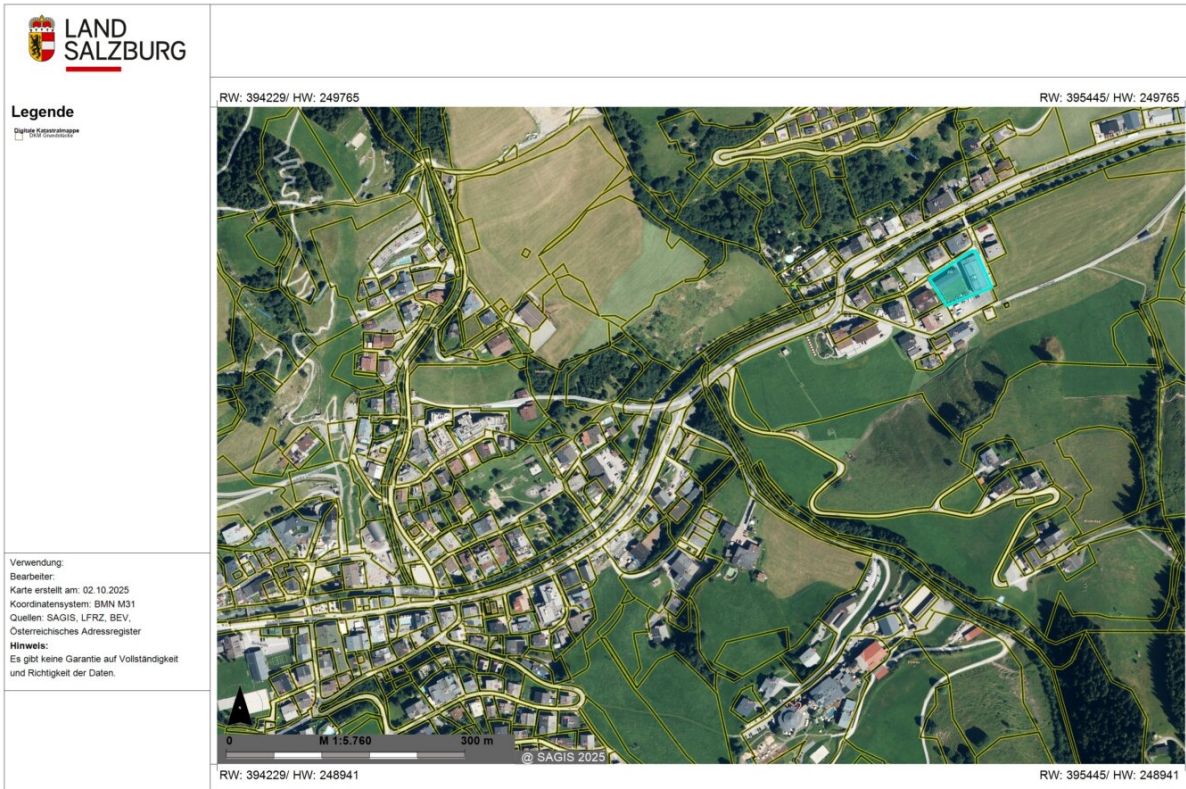 LAND
SALZBURG
Legende
Digitale Katastralmappe
DKM Grundstücke
RW: 394229/ HW: 249765
RW: 395445/ HW: 249765
Verwendung:
Bearbeiter:
Karte erstellt am: 02.10.2025
Koordinatensystem: BMN M31
Quellen: SAGIS, LFRZ, BEV,
Österreichisches Adressregister
Hinweis:
Es gibt keine Garantie auf Vollständigkeit
und Richtigkeit der Daten.
0 M 1:5.760 300 m
@ SAGIS 2025
RW: 394229/ HW: 248941
RW: 395445/ HW: 248941